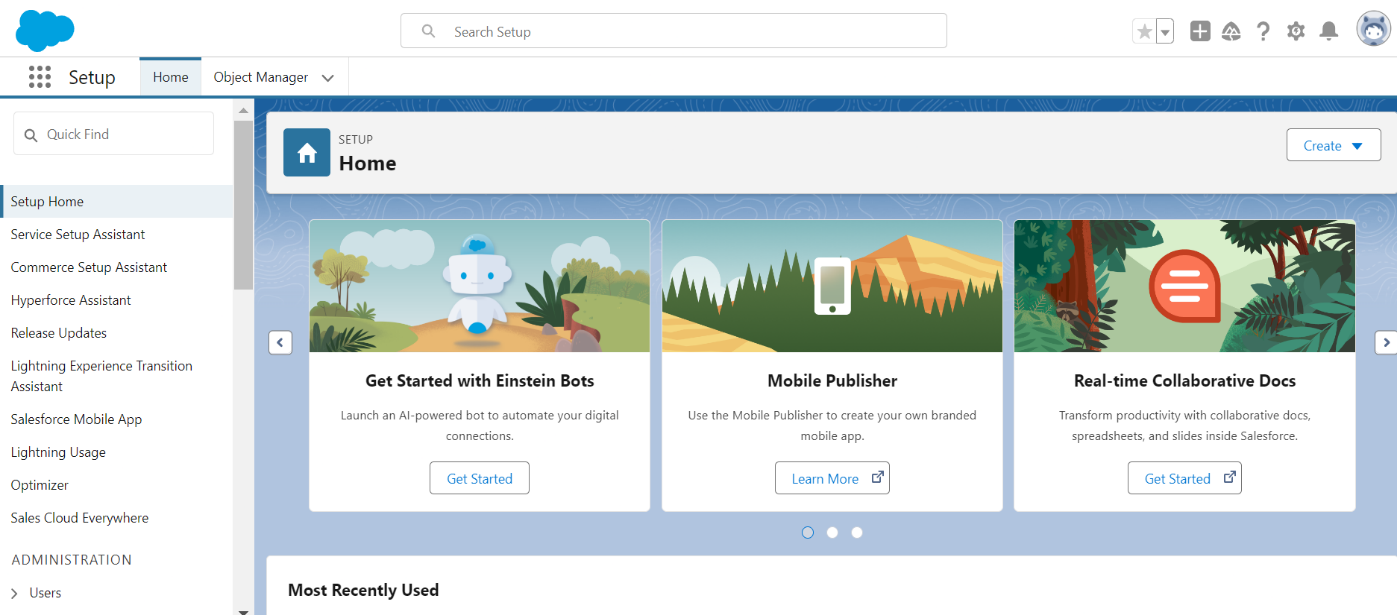 Search Setup
Setup
Home
Object Manager
Quick Find
Setup Home
Service Setup Assistant
Commerce Setup Assistant
Hyperforce Assistant
Release Updates
Lightning Experience Transition
Assistant
Salesforce Mobile App
Lightning Usage
Optimizer
Sales Cloud Everywhere
ADMINISTRATION
Users
SETUP
Home
Create
Get Started with Einstein Bots
Launch an AI-powered bot to automate your digital
connections.
Get Started
Mobile Publisher
Use the Mobile Publisher to create your own branded
mobile app.
Learn More
Real-time Collaborative Docs
Transform productivity with collaborative docs,
spreadsheets, and slides inside Salesforce.
Get Started
Most Recently Used